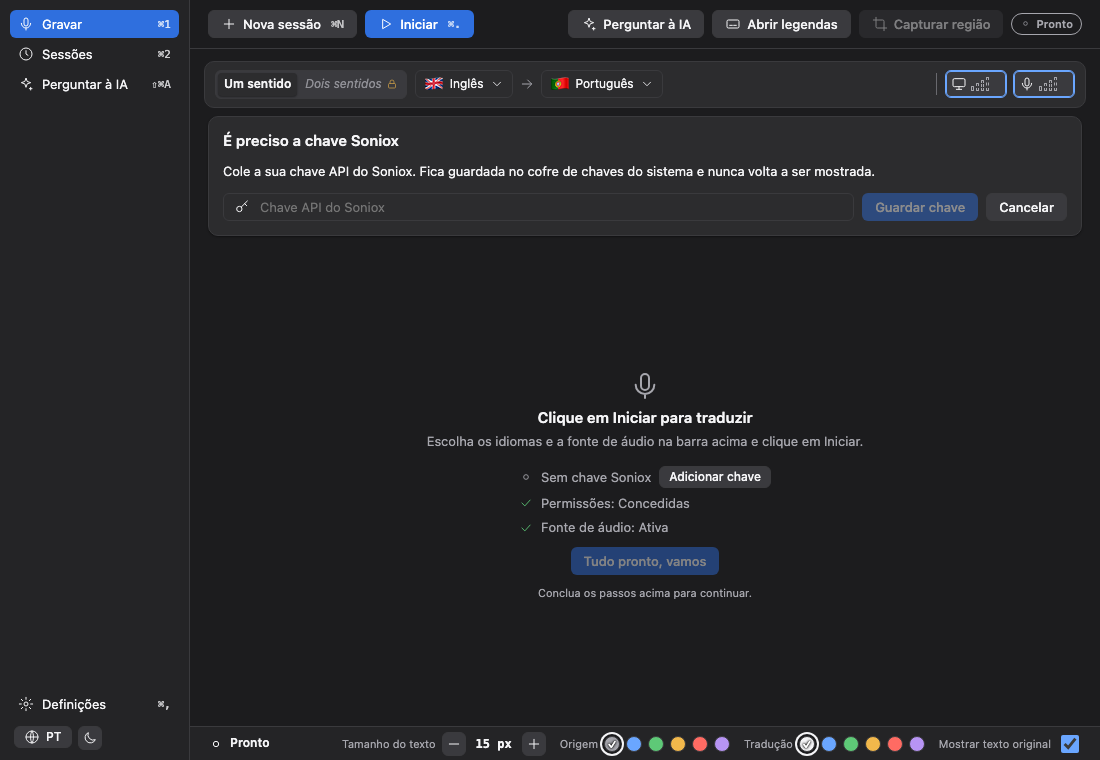 Gravar ⌘1
Sessões ⌘2
Perguntar à IA ⇧⌘A
Nova sessão ⌘N
Iniciar ⌘.
Perguntar à IA
Abrir legendas
Capturar região
Pronto
Um sentido
Dois sentidos
Inglês
Português
É preciso a chave Soniox
Cole a sua chave API do Soniox. Fica guardada no cofre de chaves do sistema e nunca volta a ser mostrada.
Chave API do Soniox
Guardar chave
Cancelar
Clique em Iniciar para traduzir
Escolha os idiomas e a fonte de áudio na barra acima e clique em Iniciar.
Sem chave Soniox
Adicionar chave
Permissões: Concedidas
Fonte de áudio: Ativa
Tudo pronto, vamos
Conclua os passos acima para continuar.
Definições ⌘,
PT
Pronto
Tamanho do texto
15 px
Origem
Tradução
Mostrar texto original